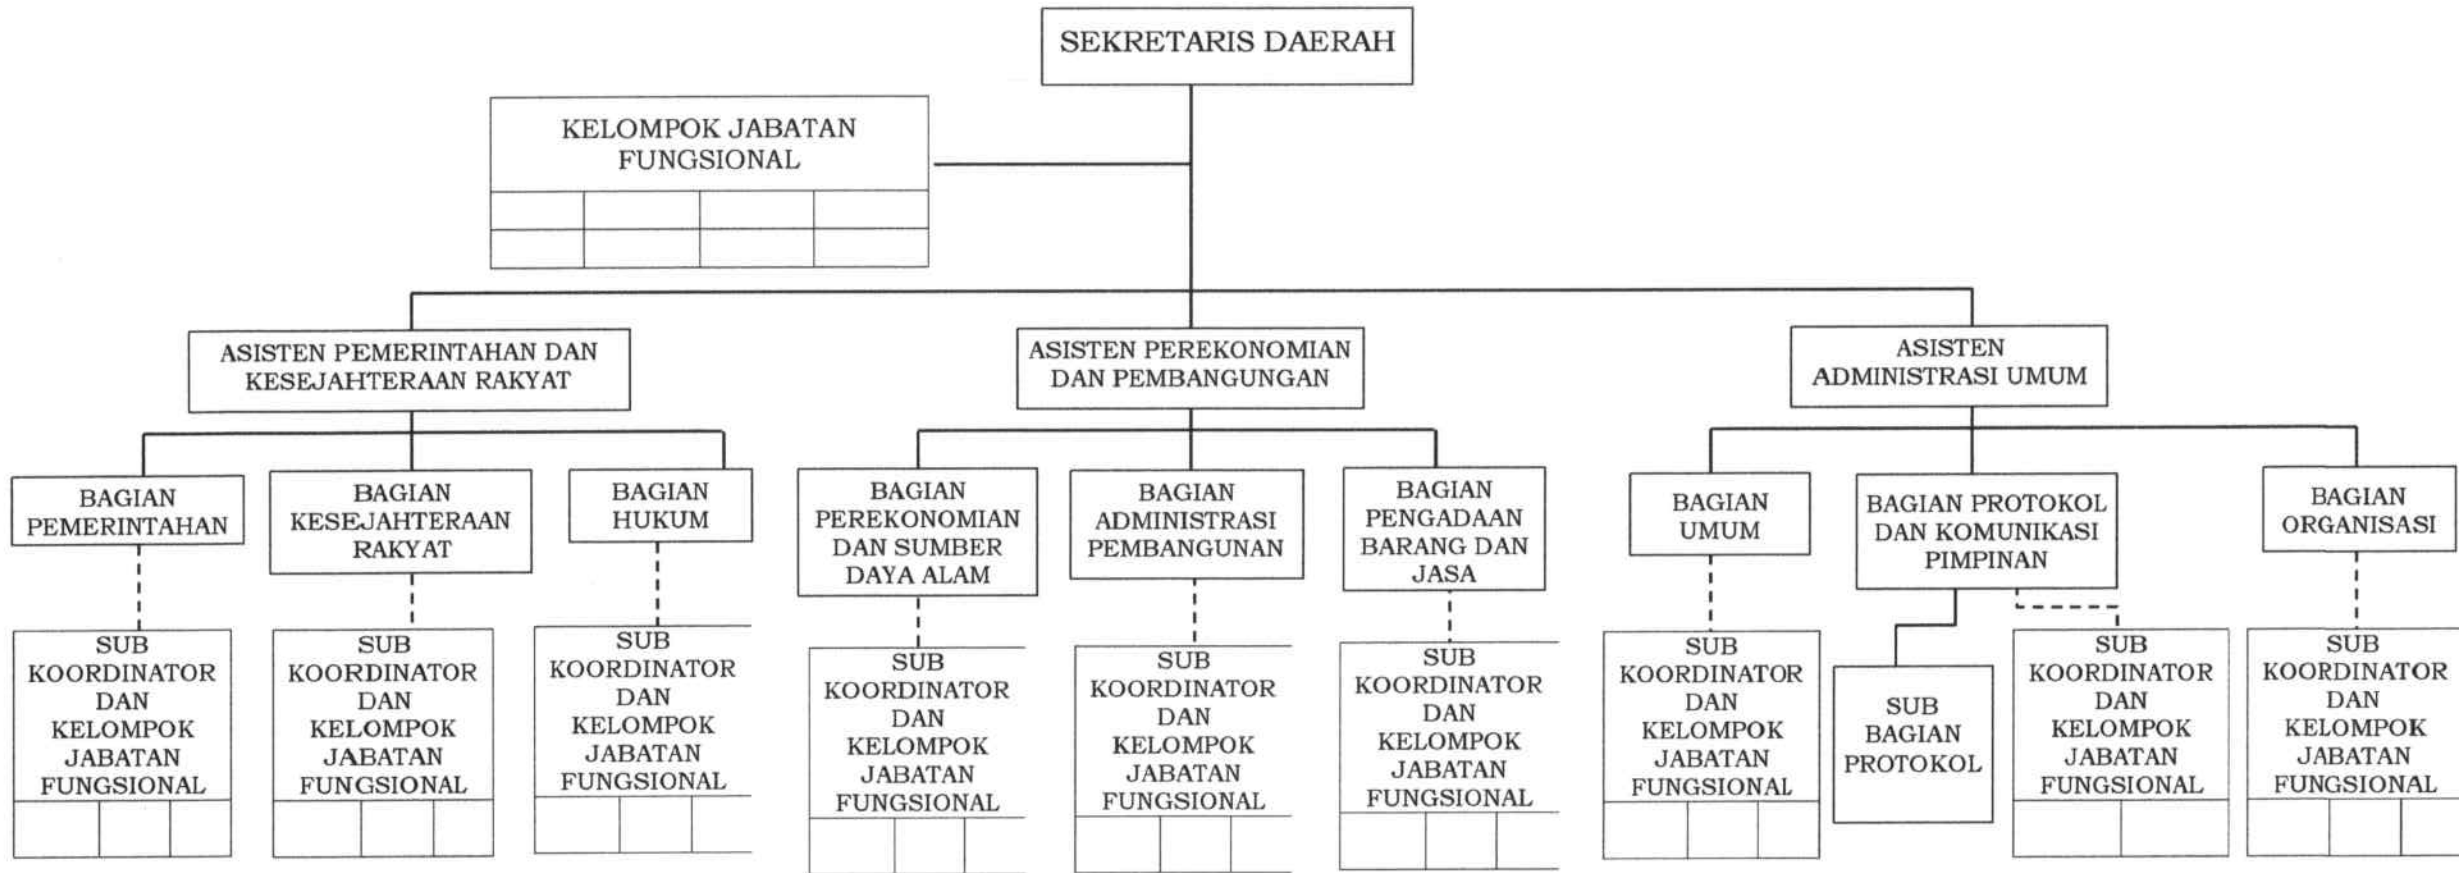 SEKRETARIS DAERAH
KELOMPOK JABATAN
FUNGSIONAL
ASISTEN PEMERINTAHAN DAN
KESEJAHTERAAN RAKYAT
ASISTEN PEREKONOMIAN
DAN PEMBANGUNGAN
ASISTEN
ADMINISTRASI UMUM
BAGIAN
PEMERINTAHAN
BAGIAN
KESEJAHTERAAN
RAKYAT
BAGIAN
HUKUM
BAGIAN
PEREKONOMIAN
DAN SUMBER
DAYA ALAM
BAGIAN
ADMINISTRASI
PEMBANGUNAN
BAGIAN
PENGADAAN
BARANG DAN
JASA
BAGIAN
UMUM
BAGIAN PROTOKOL
DAN KOMUNIKASI
PIMPINAN
BAGIAN
ORGANISASI
SUB
KOORDINATOR
DAN
KELOMPOK
JABATAN
FUNGSIONAL
SUB
KOORDINATOR
DAN
KELOMPOK
JABATAN
FUNGSIONAL
SUB
KOORDINATOR
DAN
KELOMPOK
JABATAN
FUNGSIONAL
SUB
KOORDINATOR
DAN
KELOMPOK
JABATAN
FUNGSIONAL
SUB
KOORDINATOR
DAN
KELOMPOK
JABATAN
FUNGSIONAL
SUB
KOORDINATOR
DAN
KELOMPOK
JABATAN
FUNGSIONAL
SUB
KOORDINATOR
DAN
KELOMPOK
JABATAN
FUNGSIONAL
SUB
BAGIAN
PROTOKOL
SUB
KOORDINATOR
DAN
KELOMPOK
JABATAN
FUNGSIONAL
SUB
KOORDINATOR
DAN
KELOMPOK
JABATAN
FUNGSIONAL